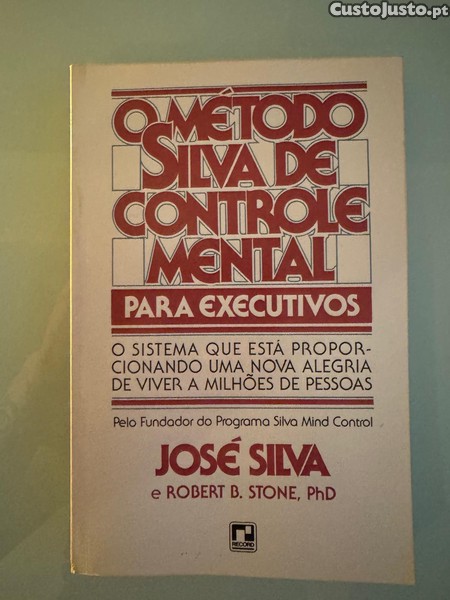 CustoJusto.pt
O MÉTODO
SILVA DE
CONTROLE
MENTAL
PARA EXECUTIVOS
O SISTEMA QUE ESTÁ PROPOR-
CIONANDO UMA NOVA ALEGRIA
DE VIVER A MILHÕES DE PESSOAS
Pelo Fundador do Programa Silva Mind Control
JOSÉ SILVA
e ROBERT B. STONE, PhD
RECORD